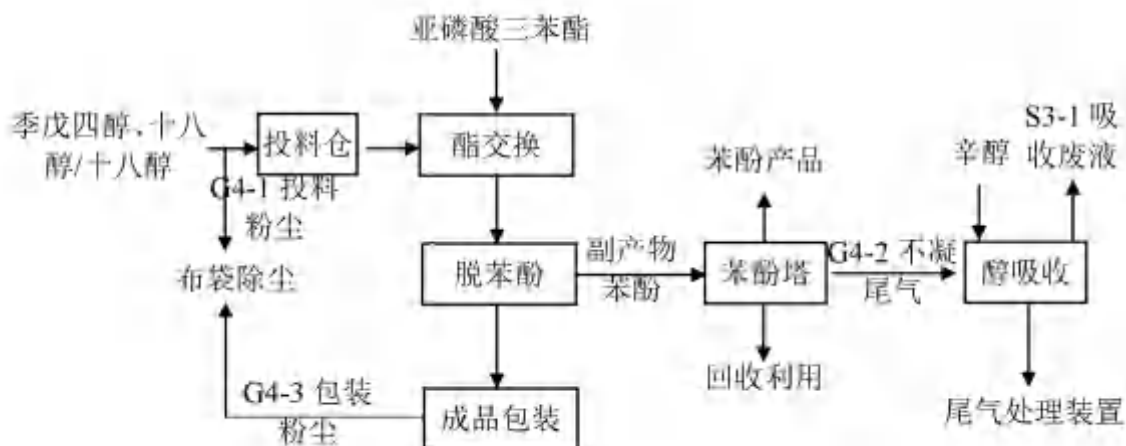 亚磷酸三苯酯
季戊四醇、十八
醇/十八醇
投料仓
酯交换
G4-1 投料
粉尘
布袋除尘
脱苯酚
副产物
苯酚
苯酚产品
苯酚塔
回收利用
G4-2 不凝
尾气
辛醇
S3-1 吸
收废液
醇吸收
尾气处理装置
G4-3 包装
粉尘
成品包装